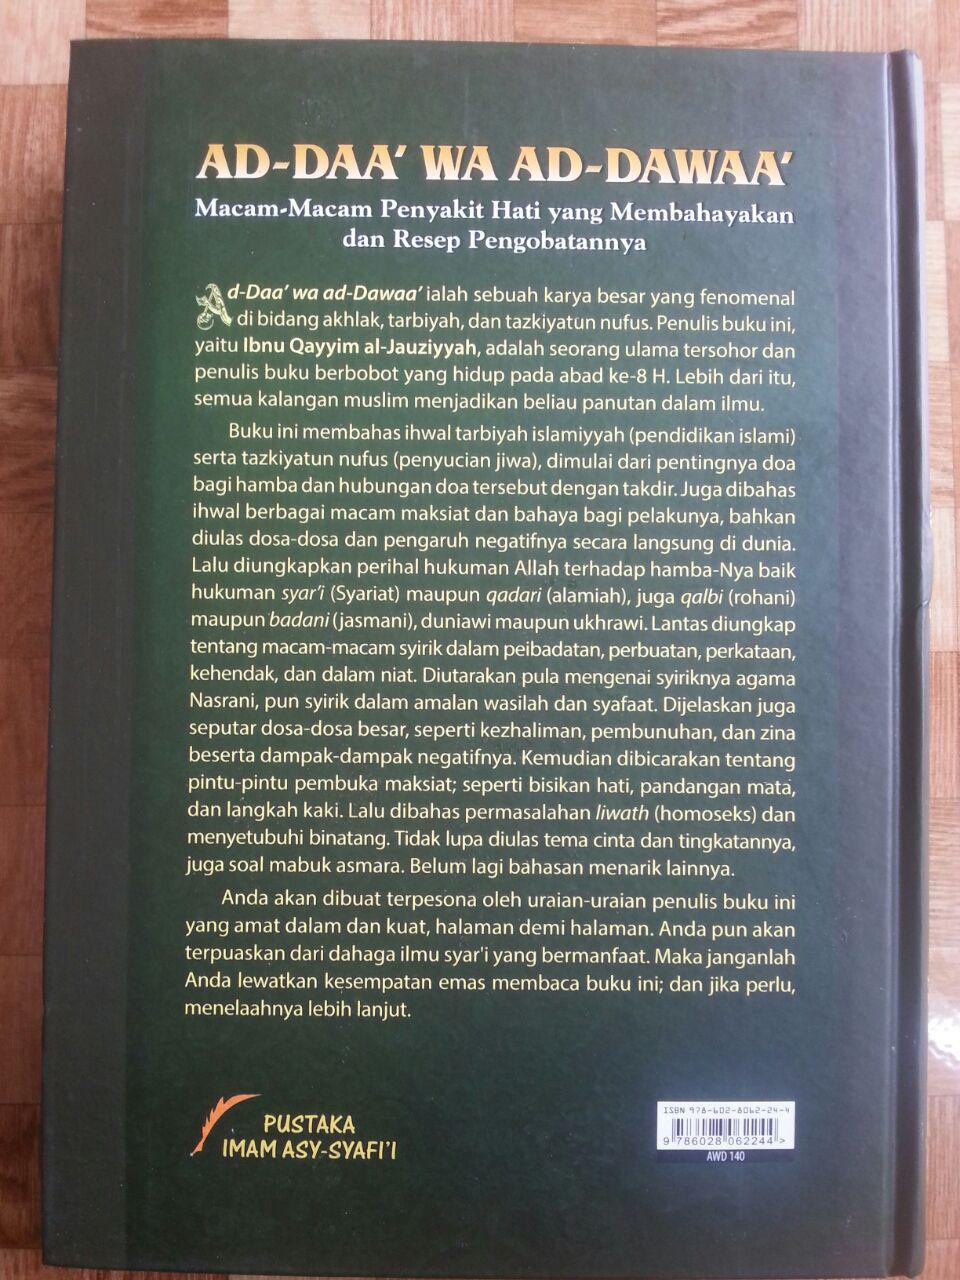 AD-DAA' WA AD-DAWAA'
Macam-Macam Penyakit Hati yang Membahayakan
dan Resep Pengobatannya
Ad-Daa' wa ad-Dawaa' ialah sebuah karya besar yang fenomenal
di bidang akhlak, tarbiyah, dan tazkiyatun nufus. Penulis buku ini,
yaitu Ibnu Qayyim al-Jauziyyah, adalah seorang ulama tersohor dan
penulis buku berbobot yang hidup pada abad ke-8 H. Lebih dari itu,
semua kalangan muslim menjadikan beliau panutan dalam ilmu.
Buku ini membahas ihwal tarbiyah islamiyyah (pendidikan islami)
serta tazkiyatun nufus (penyucian jiwa), dimulai dari pentingnya doa
bagi hamba dan hubungan doa tersebut dengan takdir. Juga dibahas
ihwal berbagai macam maksiat dan bahaya bagi pelakunya, bahkan
diulas dosa-dosa dan pengaruh negatifnya secara langsung di dunia.
Lalu diungkapkan perihal hukuman Allah terhadap hamba-Nya baik
hukuman syar'i (Syariat) maupun qadari (alamiah), juga qalbi (rohani)
maupun badani (jasmani), duniawi maupun ukhrawi. Lantas diungkap
tentang macam-macam syirik dalam peibadatan, perbuatan, perkataan,
kehendak, dan dalam niat. Diutarakan pula mengenai syiriknya agama
Nasrani, pun syirik dalam amalan wasilah dan syafaat. Dijelaskan juga
seputar dosa-dosa besar, seperti kezhaliman, pembunuhan, dan zina
beserta dampak-dampak negatifnya. Kemudian dibicarakan tentang
pintu-pintu pembuka maksiat; seperti bisikan hati, pandangan mata,
dan langkah kaki. Lalu dibahas permasalahan liwath (homoseks) dan
menyetubuhi binatang. Tidak lupa diulas tema cinta dan tingkatannya,
juga soal mabuk asmara. Belum lagi bahasan menarik lainnya.
Anda akan dibuat terpesona oleh uraian-uraian penulis buku ini
yang amat dalam dan kuat, halaman demi halaman. Anda pun akan
terpuaskan dari dahaga ilmu syar'i yang bermanfaat. Maka janganlah
Anda lewatkan kesempatan emas membaca buku ini; dan jika perlu,
menelaahnya lebih lanjut.
PUSTAKA
IMAM ASY-SYAFI'I
ISBN 978-602-8062-24-4
9 786028 062244 >
AWD 140